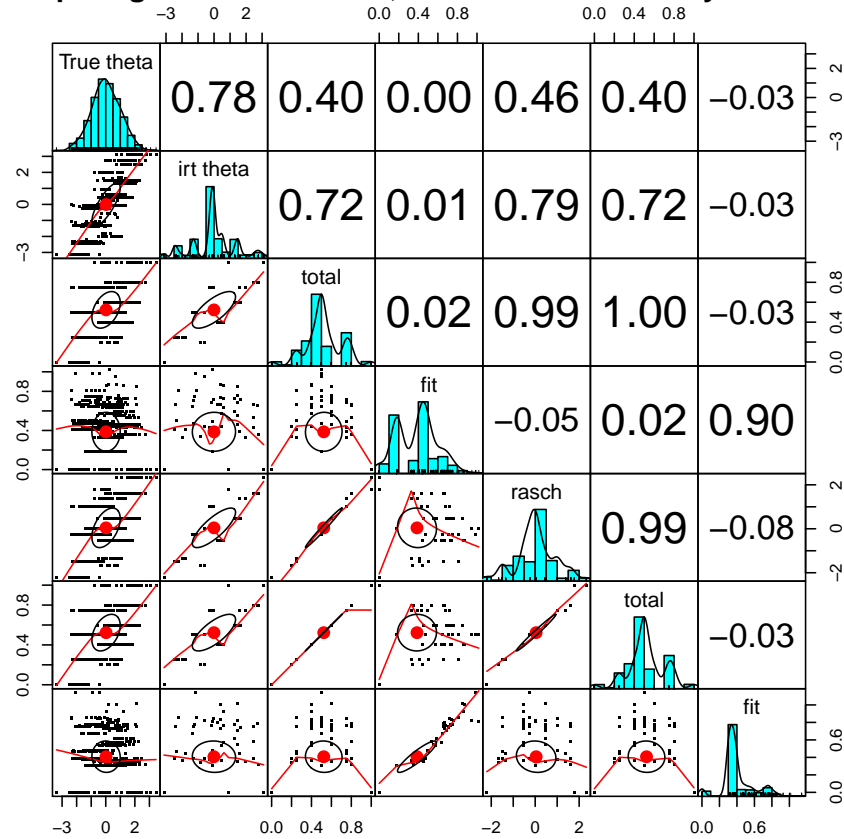 −3 0 2 0.0 0.4 0.8 0.0 0.4 0.8
True theta
0.78 0.40 0.00 0.46 0.40 −0.03
−3 0 2
irt theta
−3 0 2
0.72 0.01 0.79 0.72 −0.03
total
0.02 0.99 1.00 −0.03
0.0 0.4 0.8
fit
0.0 0.4 0.8
−0.05 0.02 0.90
rasch
0.99 −0.08
−2 0 2
total
0.0 0.4 0.8
−0.03
fit
0.0 0.6
−3 0 2 0.0 0.4 0.8 −2 0 2 0.0 0.6